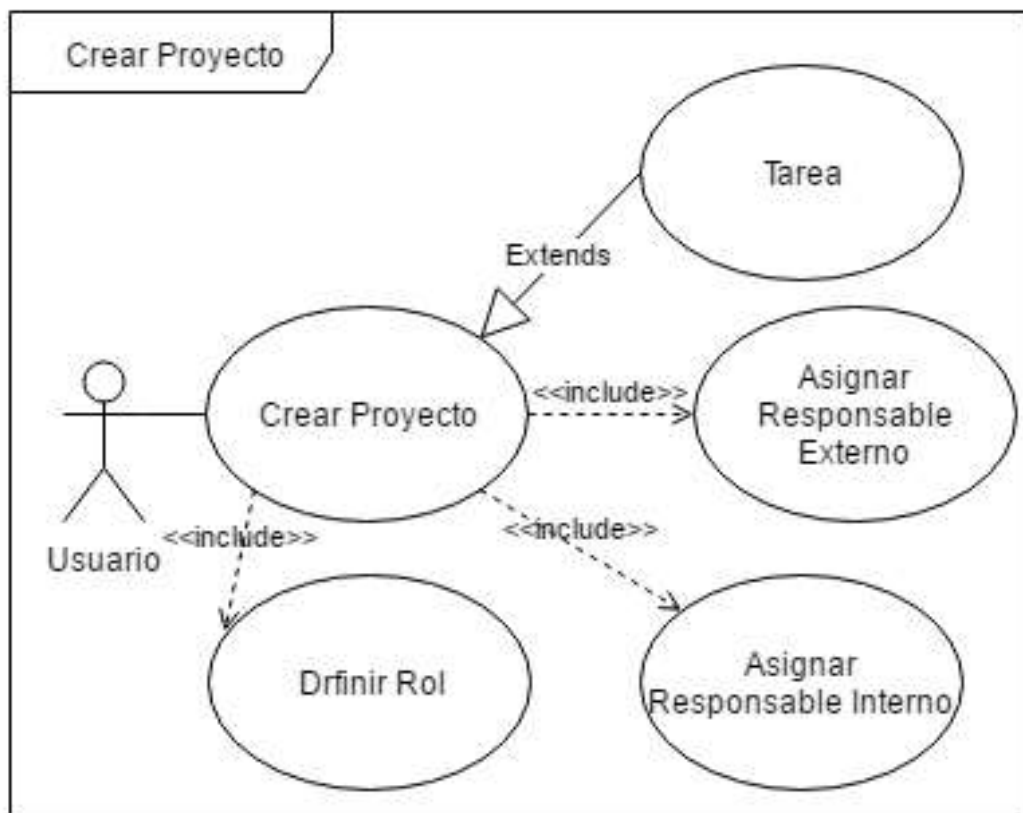 Crear Proyecto
Tarea
Extends
Crear Proyecto
<<include>>
Asignar
Responsable
Externo
Usuario
<<include>>
<<include>>
Drfinir Rol
Asignar
Responsable Interno